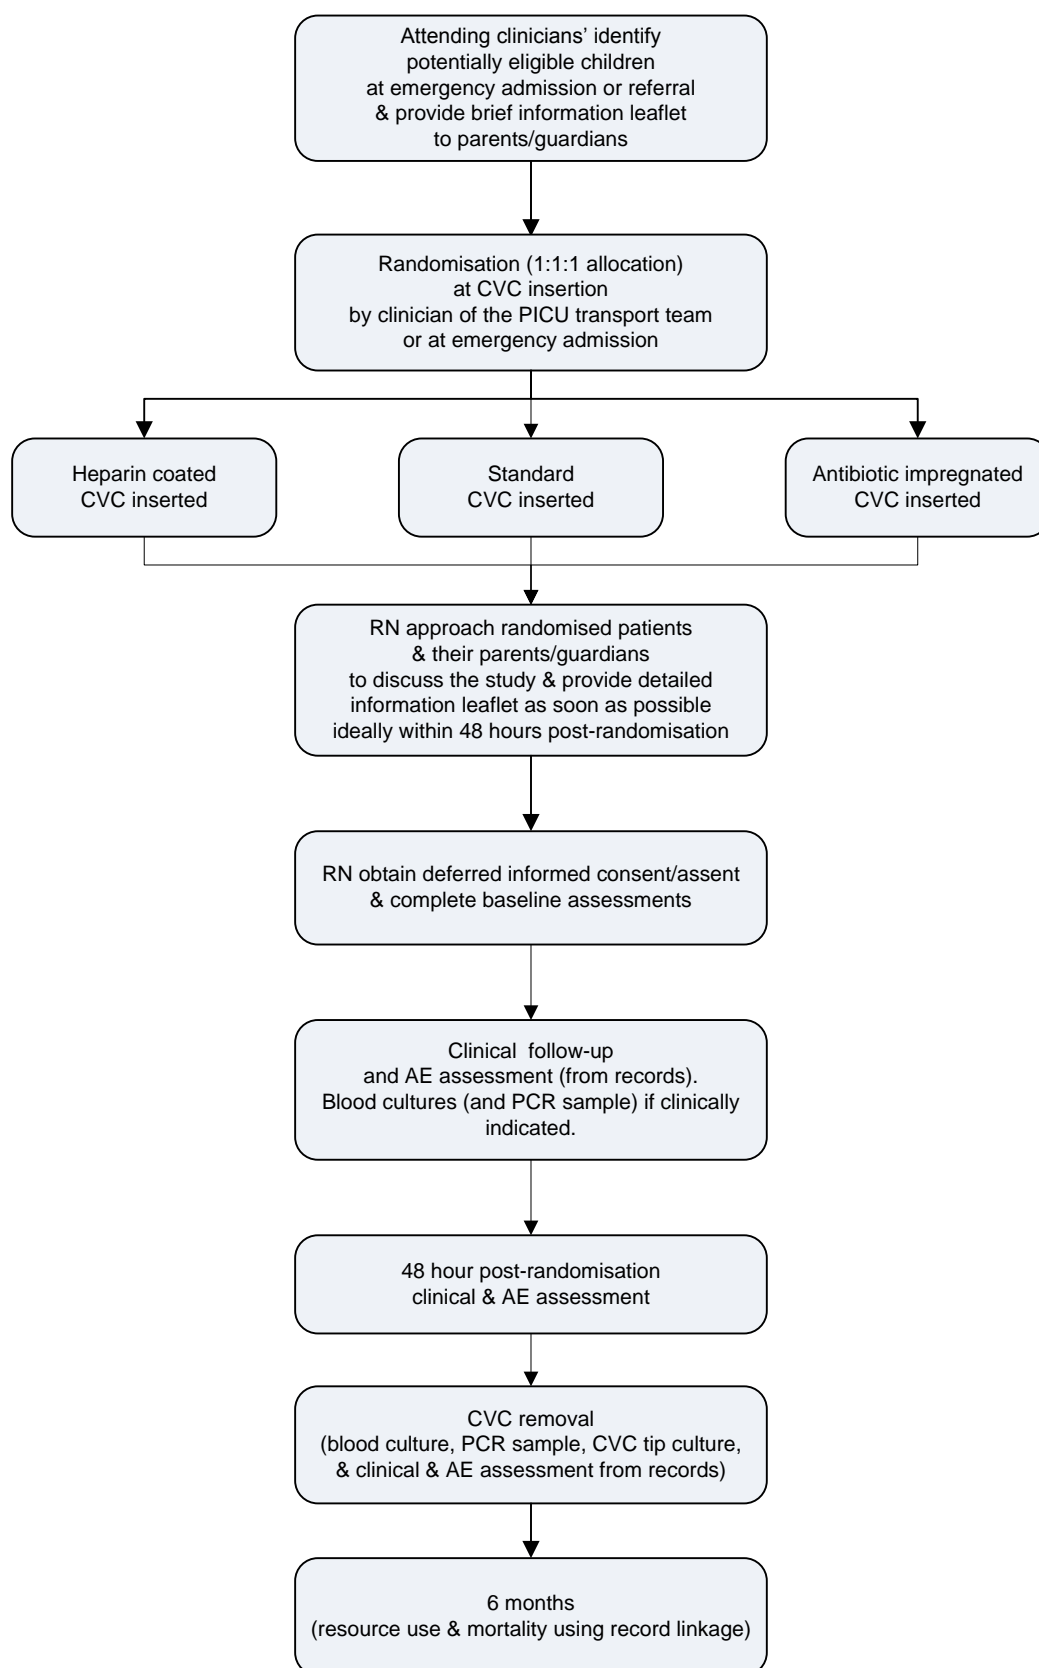 Attending clinicians’ identify
potentially eligible children
at emergency admission or referral
& provide brief information leaflet
to parents/guardians
Randomisation (1:1:1 allocation)
at CVC insertion
by clinician of the PICU transport team
or at emergency admission
Heparin coated
CVC inserted
Standard
CVC inserted
Antibiotic impregnated
CVC inserted
RN approach randomised patients
& their parents/guardians
to discuss the study & provide detailed
information leaflet as soon as possible
ideally within 48 hours post-randomisation
RN obtain deferred informed consent/assent
& complete baseline assessments
Clinical follow-up
and AE assessment (from records).
Blood cultures (and PCR sample) if clinically
indicated.
48 hour post-randomisation
clinical & AE assessment
CVC removal
(blood culture, PCR sample, CVC tip culture,
& clinical & AE assessment from records)
6 months
(resource use & mortality using record linkage)